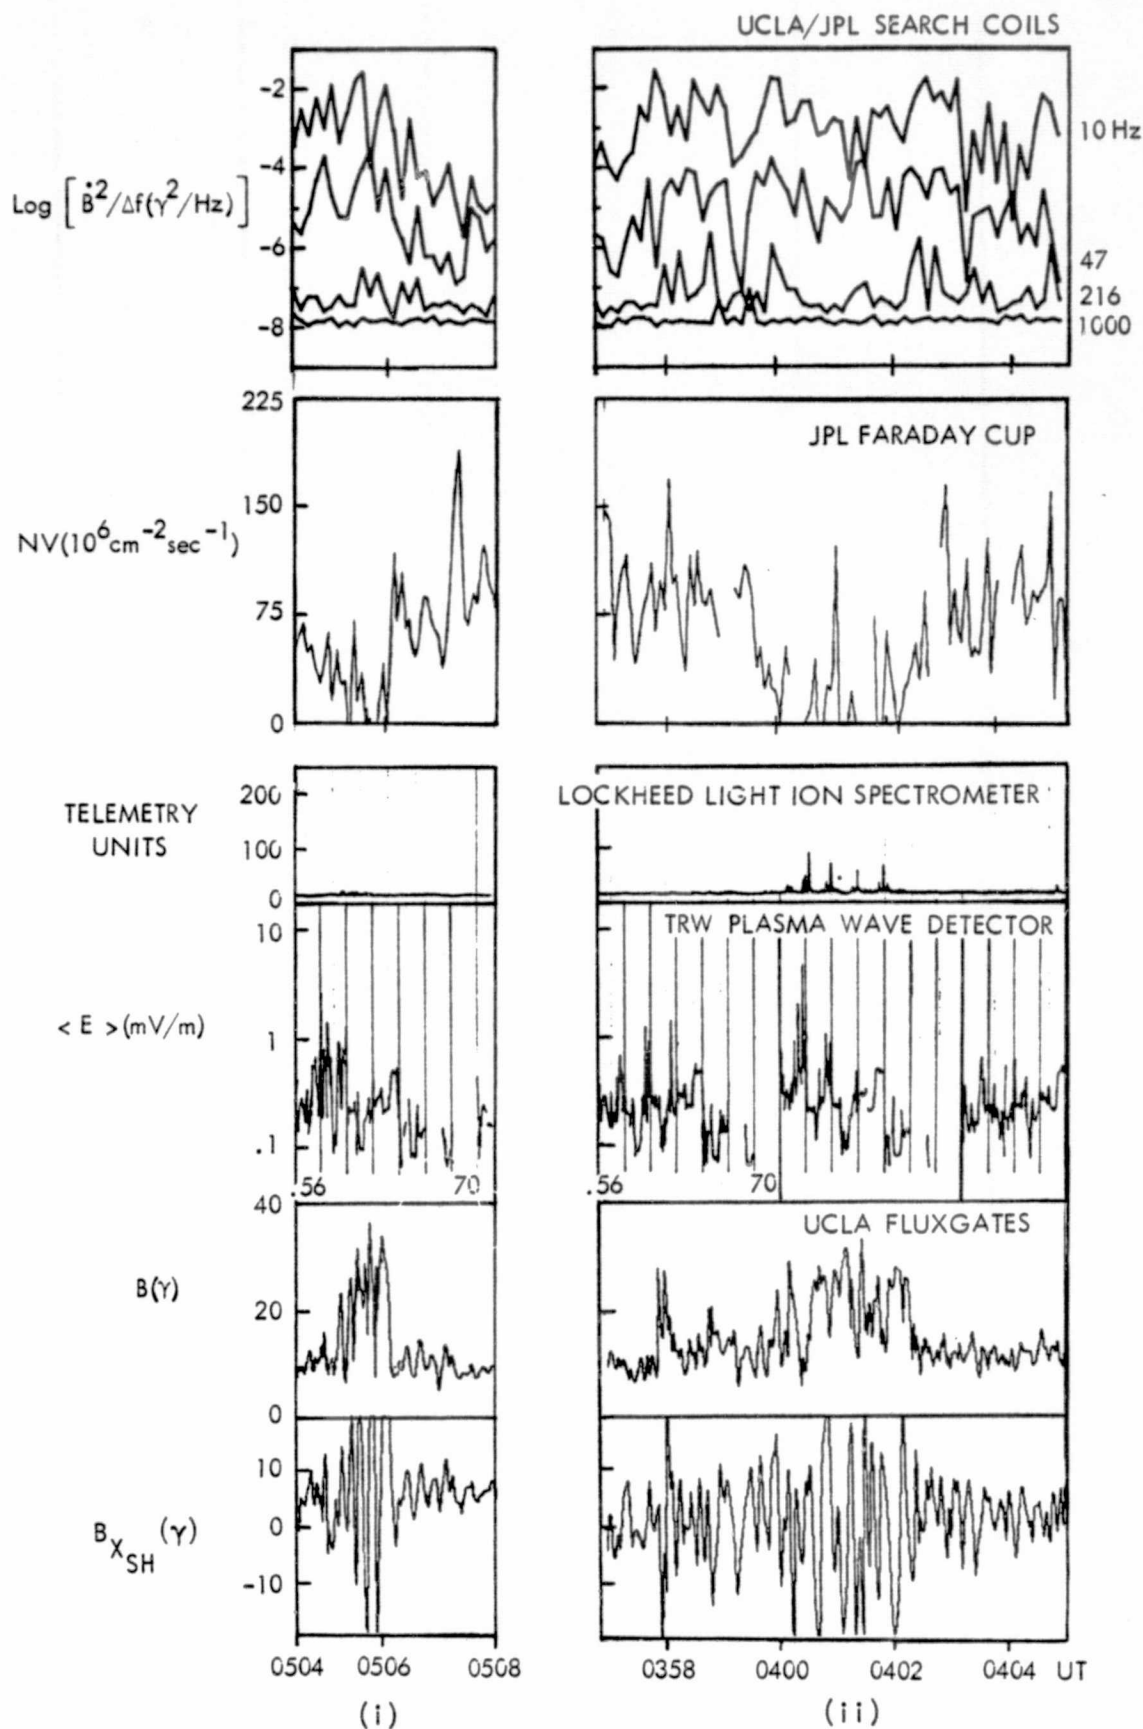 UCLA/JPL SEARCH COILS
-2
-4
-6
-8
Log [Ḃ²/Δf(γ²/Hz)]
10 Hz
47
216
1000
225
150
75
0
NV(10⁶cm⁻²sec⁻¹)
JPL FARADAY CUP
TELEMETRY
UNITS
200
100
0
LOCKHEED LIGHT ION SPECTROMETER
10
1
.1
< E >(mV/m)
TRW PLASMA WAVE DETECTOR
.56 70
.56 70
40
20
0
B(γ)
UCLA FLUXGATES
10
0
-10
B X SH (γ)
0504 0506 0508
0358 0400 0402 0404 UT
(i)
(ii)